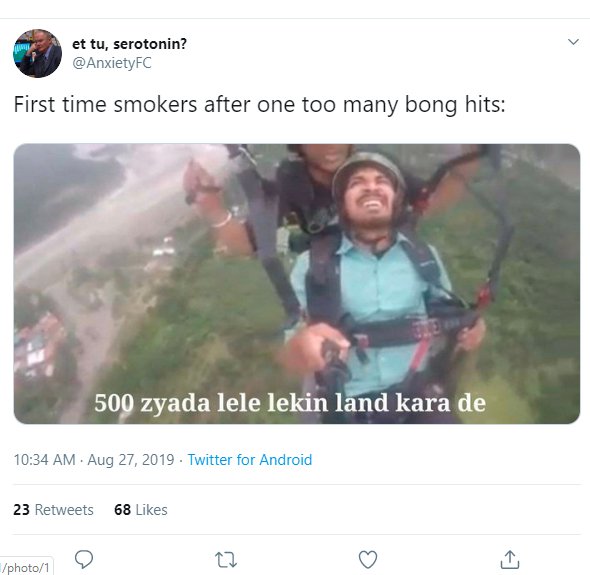 et tu, serotonin?
@AnxietyFC
First time smokers after one too many bong hits:
500 zyada lele lekin land kara de
10:34 AM · Aug 27, 2019 · Twitter for Android
23 Retweets 68 Likes
/photo/1